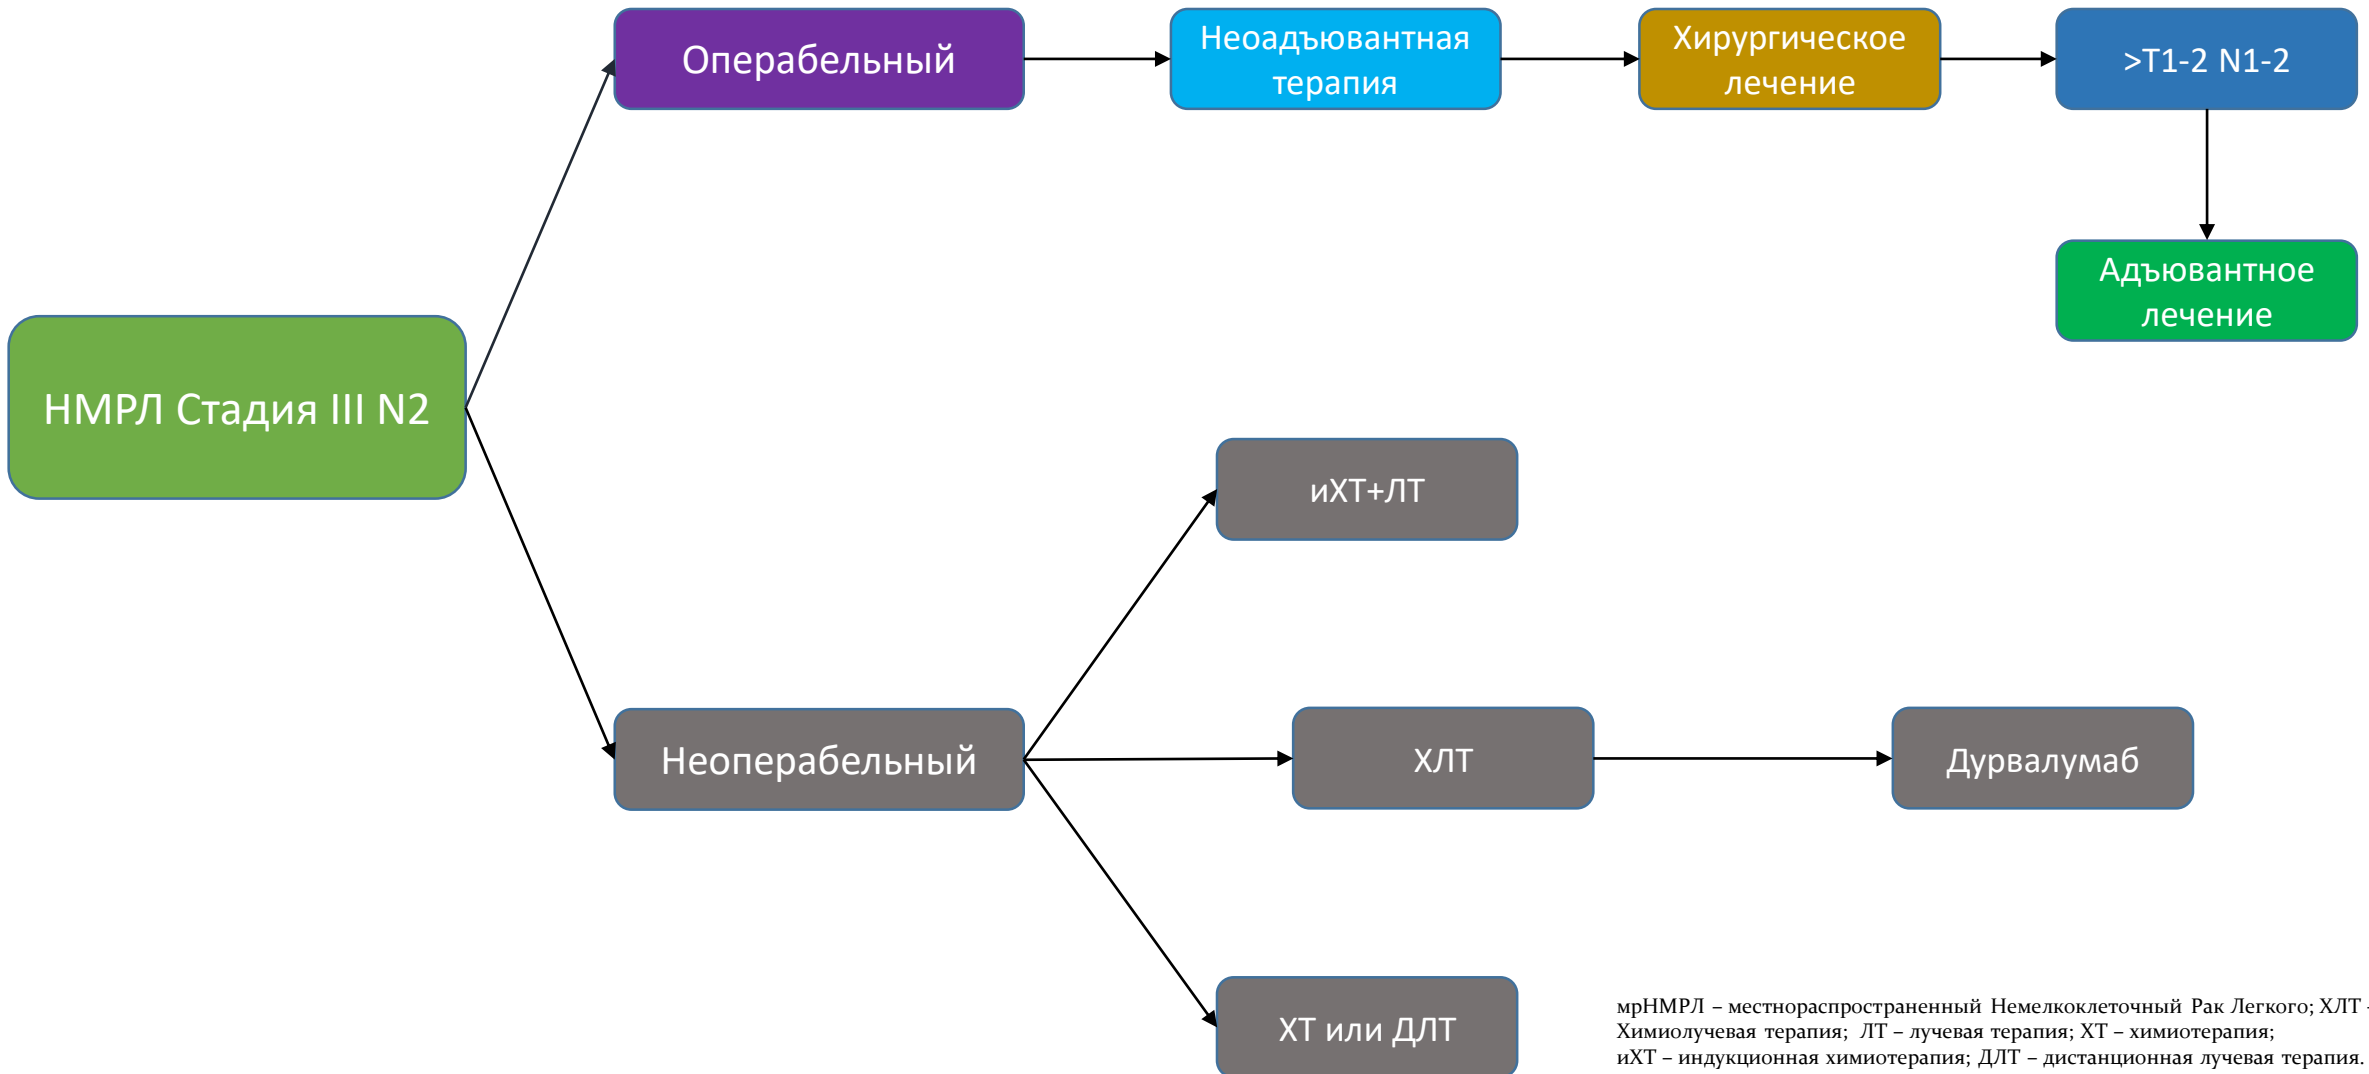 Операбельный
Неоадъювантная
терапия
Хирургическое
лечение
>T1-2 N1-2
Адъювантное
лечение
НМРЛ Стадия III N2
иХТ+ЛТ
Неоперабельный
ХЛТ
Дурвалумаб
ХТ или ДЛТ
мрНМРЛ – местнораспространенный Немелкоклеточный Рак Легкого; ХЛТ –
Химиолучевая терапия; ЛТ – лучевая терапия; ХТ – химиотерапия;
иХТ – индукционная химиотерапия; ДЛТ – дистанционная лучевая терапия.